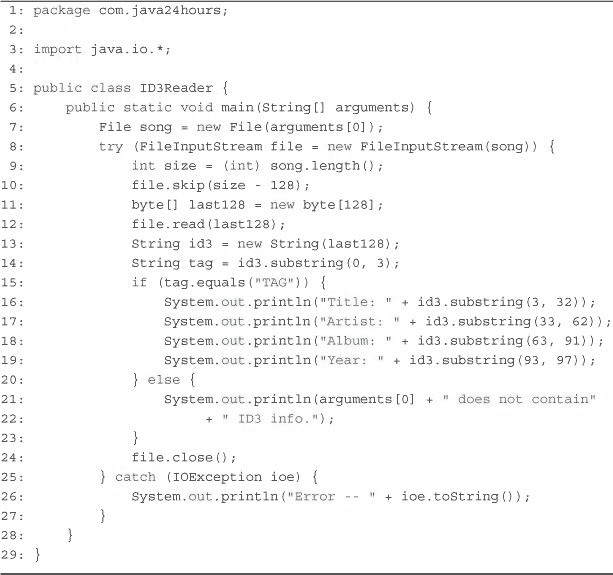 1: package com.java24hours;
2:
3: import java.io.*;
4:
5: public class ID3Reader {
6:     public static void main(String[] arguments) {
7:         File song = new File(arguments[0]);
8:         try (FileInputStream file = new FileInputStream(song)) {
9:             int size = (int) song.length();
10:             file.skip(size - 128);
11:             byte[] last128 = new byte[128];
12:             file.read(last128);
13:             String id3 = new String(last128);
14:             String tag = id3.substring(0, 3);
15:             if (tag.equals("TAG")) {
16:                 System.out.println("Title: " + id3.substring(3, 32));
17:                 System.out.println("Artist: " + id3.substring(33, 62));
18:                 System.out.println("Album: " + id3.substring(63, 91));
19:                 System.out.println("Year: " + id3.substring(93, 97));
20:             } else {
21:                 System.out.println(arguments[0] + " does not contain"
22:                      + " ID3 info.");
23:             }
24:             file.close();
25:         } catch (IOException ioe) {
26:             System.out.println("Error -- " + ioe.toString());
27:         }
28:     }
29: }